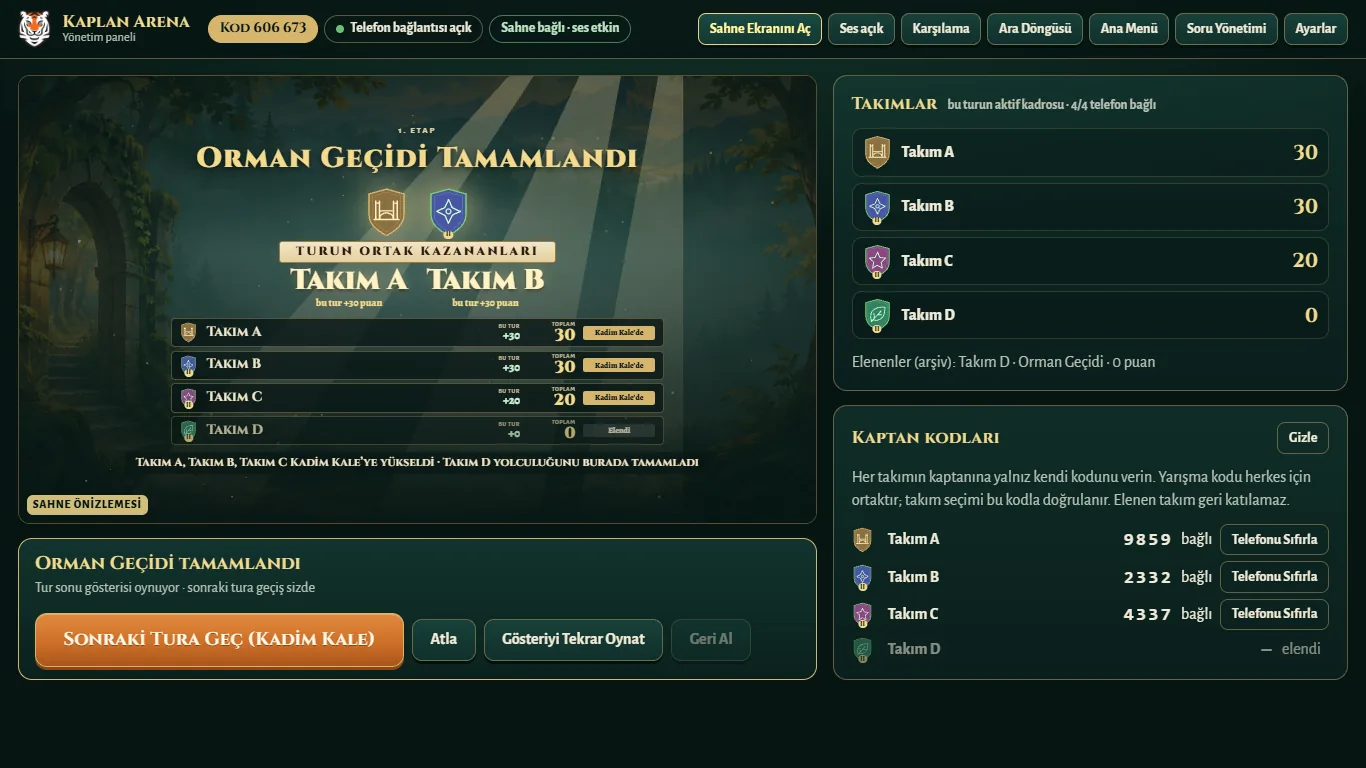 Kaplan Arena
Yönetim paneli
Kod 606 673
Telefon bağlantısı açık
Sahne bağlı · ses etkin
Sahne Ekranını Aç
Ses açık
Karşılama
Ara Döngüsü
Ana Menü
Soru Yönetimi
Ayarlar
1. ETAP
Orman Geçidi Tamamlandı
TURUN ORTAK KAZANANLARI
Takım A Takım B
bu tur +30 puan bu tur +30 puan
Takım A BU TUR +30 TOPLAM 30 Kadim Kale'de
Takım B BU TUR +30 TOPLAM 30 Kadim Kale'de
Takım C BU TUR +20 TOPLAM 20 Kadim Kale'de
Takım D BU TUR +0 TOPLAM 0 Elendi
Takım A, Takım B, Takım C Kadim Kale'ye yükseldi · Takım D yolculuğunu burada tamamladı
SAHNE ÖNİZLEMESİ
Orman Geçidi tamamlandı
Tur sonu gösterisi oynuyor · sonraki tura geçiş sizde
Sonraki Tura Geç (Kadim Kale)
Atla
Gösteriyi Tekrar Oynat
Geri Al
Takımlar bu turun aktif kadrosu · 4/4 telefon bağlı
Takım A 30
Takım B 30
Takım C 20
Takım D 0
Elenenler (arşiv): Takım D · Orman Geçidi · 0 puan
Kaptan kodları
Gizle
Her takımın kaptanına yalnız kendi kodunu verin. Yarışma kodu herkes için
ortaktır; takım seçimi bu kodla doğrulanır. Elenen takım geri katılamaz.
Takım A 9859 bağlı Telefonu Sıfırla
Takım B 2332 bağlı Telefonu Sıfırla
Takım C 4337 bağlı Telefonu Sıfırla
Takım D — elendi